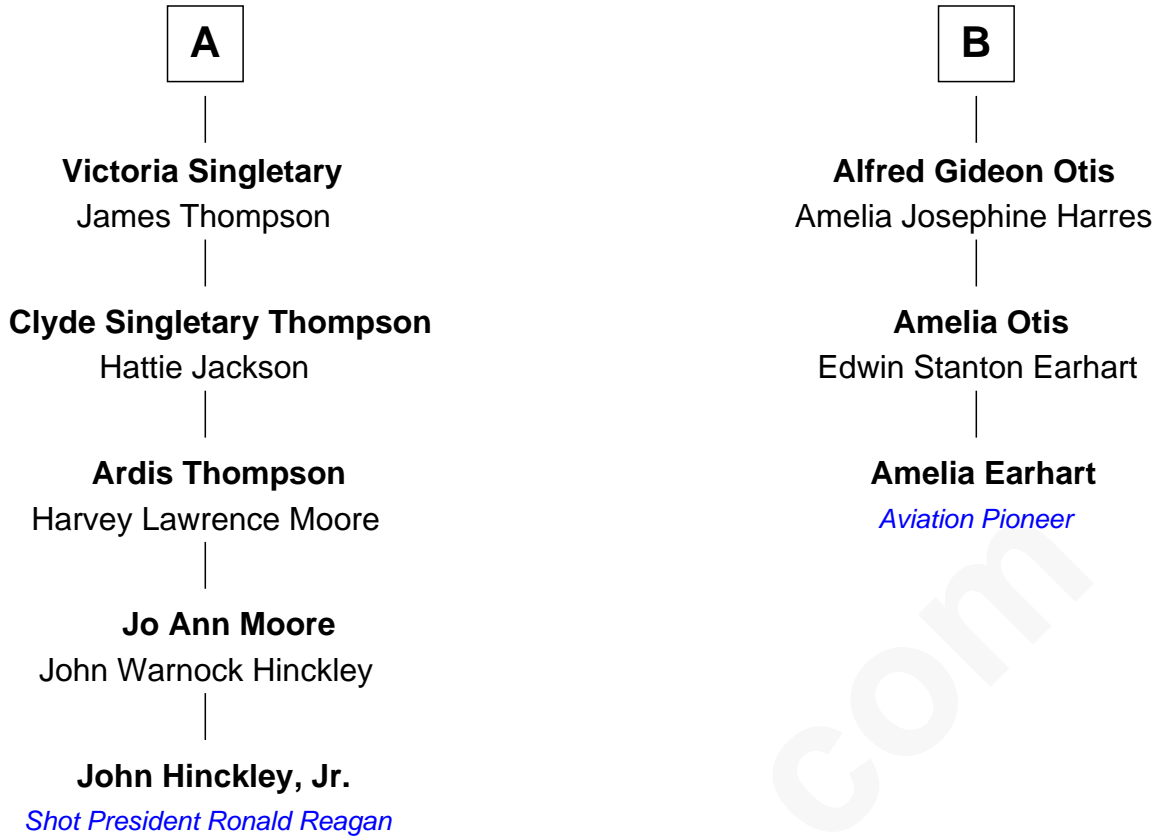 A
Victoria Singletary
James Thompson
Clyde Singletary Thompson
Hattie Jackson
Ardis Thompson
Harvey Lawrence Moore
Jo Ann Moore
John Warnock Hinckley
John Hinckley, Jr.
Shot President Ronald Reagan
B
Alfred Gideon Otis
Amelia Josephine Harres
Amelia Otis
Edwin Stanton Earhart
Amelia Earhart
Aviation Pioneer
com